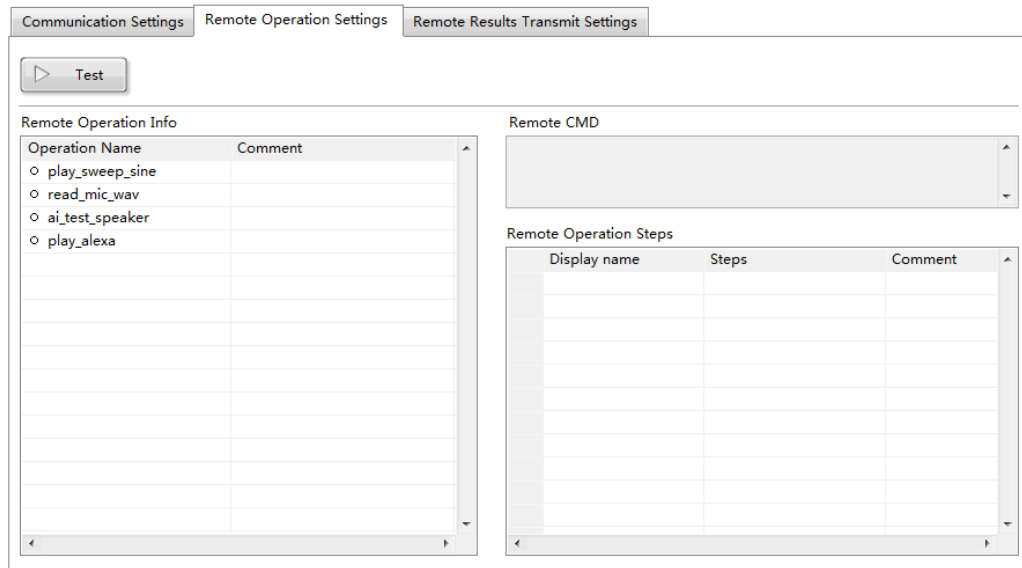 Communication Settings Remote Operation Settings Remote Results Transmit Settings
Test
Remote Operation Info
Operation Name Comment
play_sweep_sine
read_mic_wav
ai_test_speaker
play_alexa
Remote CMD
Remote Operation Steps
Display name Steps Comment